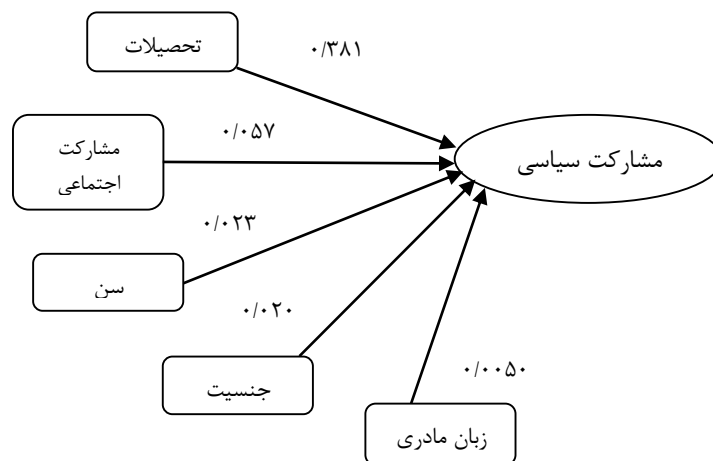 تحصیلات
۰/۳۸۱
مشارکت
اجتماعی
۰/۰۵۷
مشارکت سیاسی
سن
۰/۰۲۳
جنسیت
۰/۰۲۰
زبان مادری
۰/۰۰۵۰